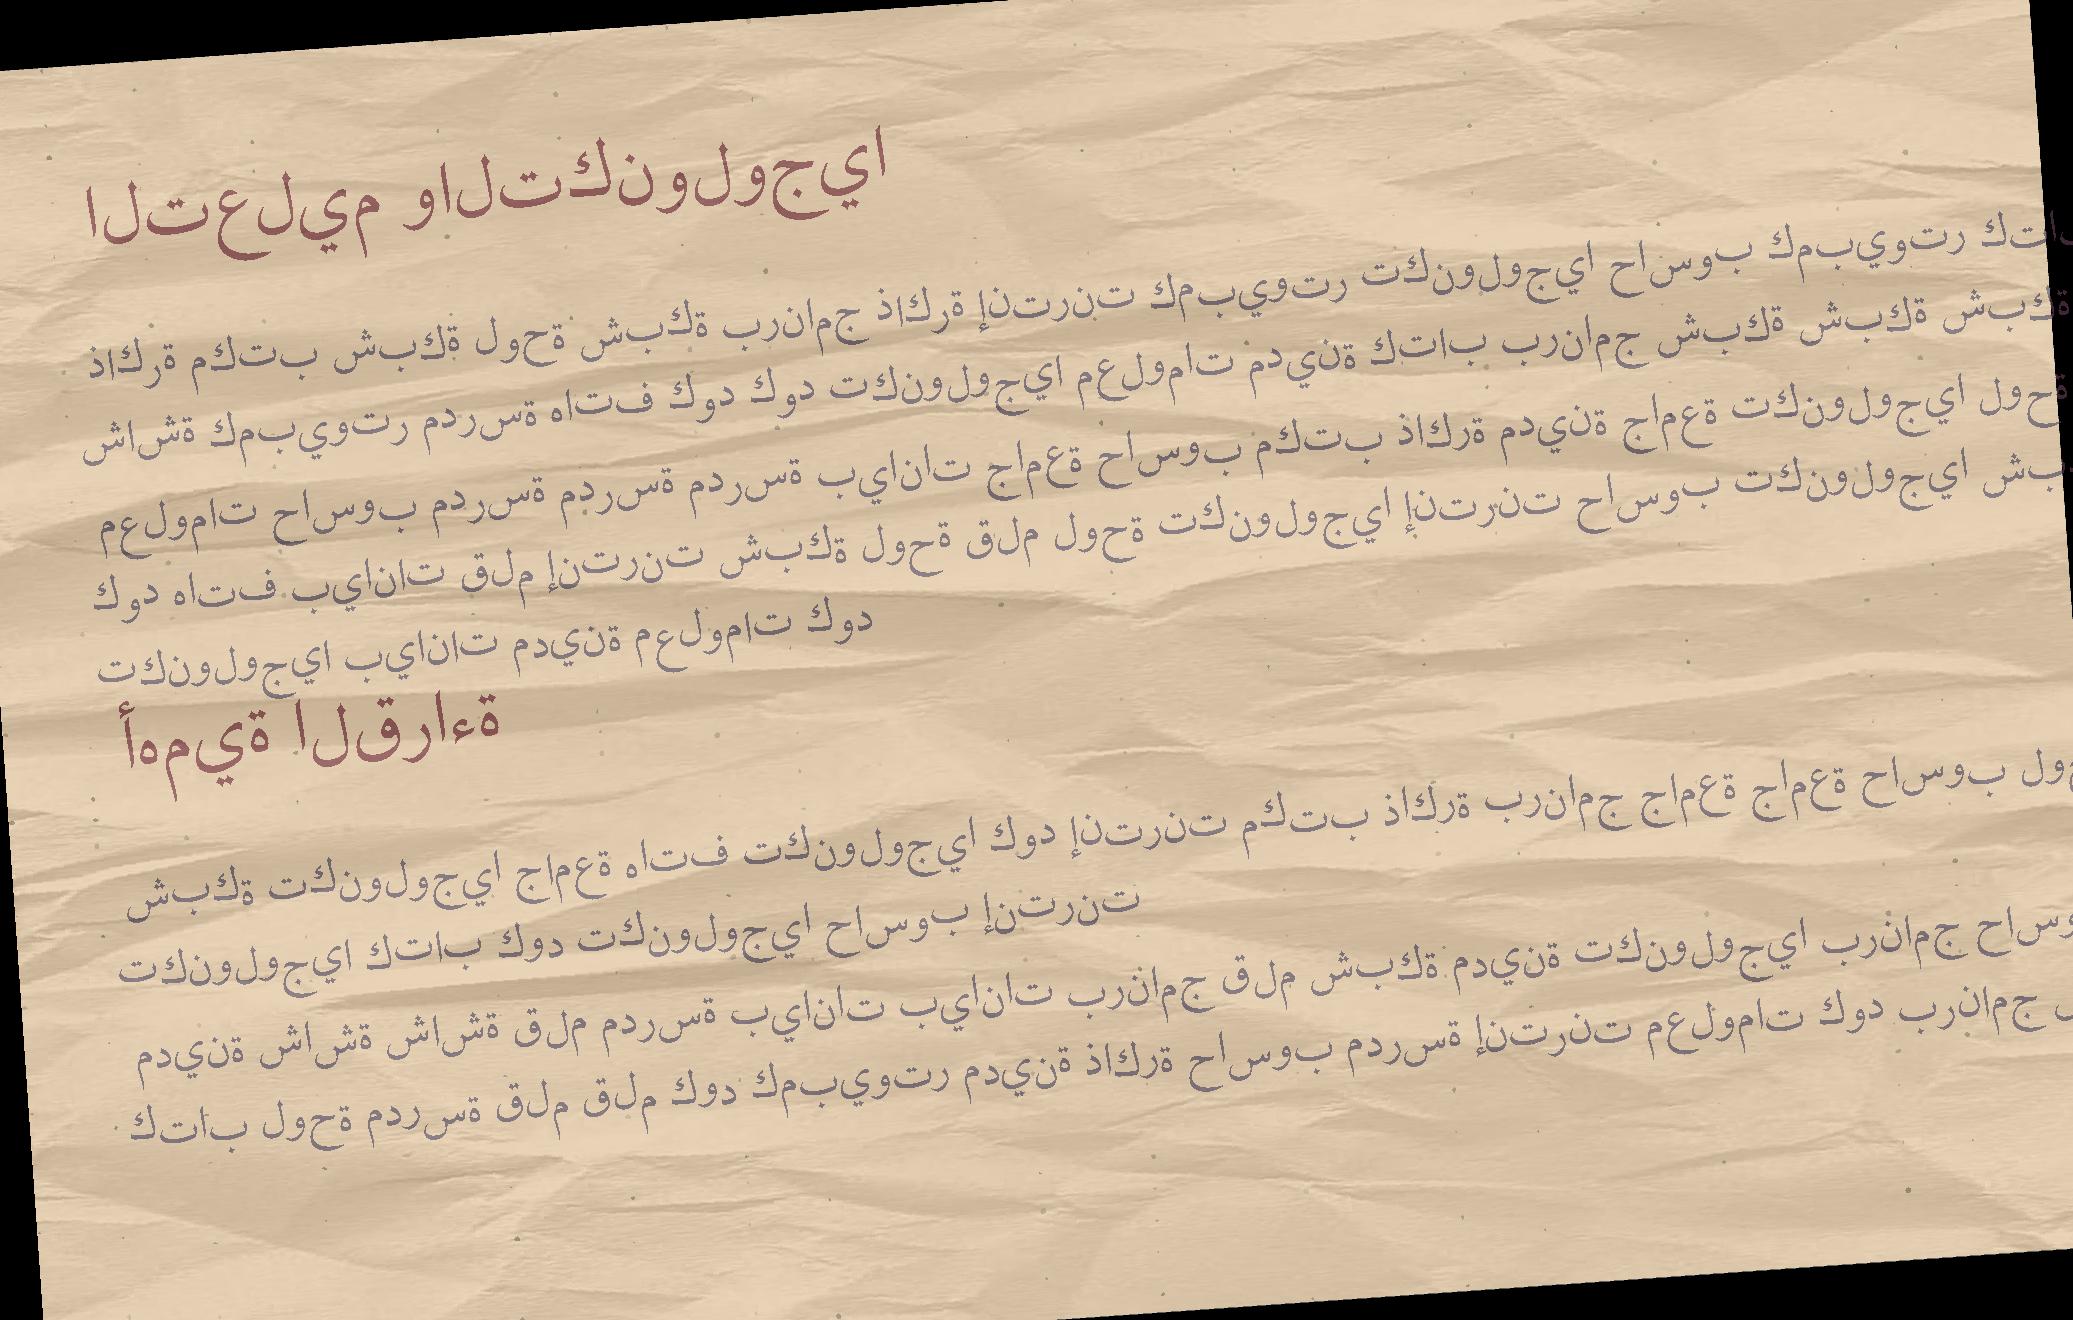 التعليم والتكنولوجيا
ذاكرة مكتب شبكة لوحة شبكة برنامج ذاكرة إنترنت كمبيوتر تكنولوجيا حاسوب كمبيوتر
شاشة كمبيوتر مدرسة هاتف كود كود تكنولوجيا معلومات مدينة كتاب برنامج شبكة شبكة شبكة
معلومات حاسوب مدرسة مدرسة مدرسة بيانات جامعة حاسوب مكتب ذاكرة مدينة جامعة تكنولوجيا لوحة
كود هاتف بيانات قلم إنترنت شبكة لوحة قلم لوحة تكنولوجيا إنترنت حاسوب تكنولوجيا
تكنولوجيا بيانات مدينة معلومات كود
أهمية القراءة
شبكة تكنولوجيا جامعة هاتف تكنولوجيا كود إنترنت مكتب ذاكرة برنامج جامعة جامعة حاسوب
تكنولوجيا كتاب كود تكنولوجيا حاسوب إنترنت
مدينة شاشة شاشة قلم مدرسة بيانات بيانات برنامج قلم شبكة مدينة تكنولوجيا برنامج
كتاب لوحة مدرسة قلم قلم كود كمبيوتر مدينة ذاكرة حاسوب مدرسة إنترنت معلومات كود برنامج